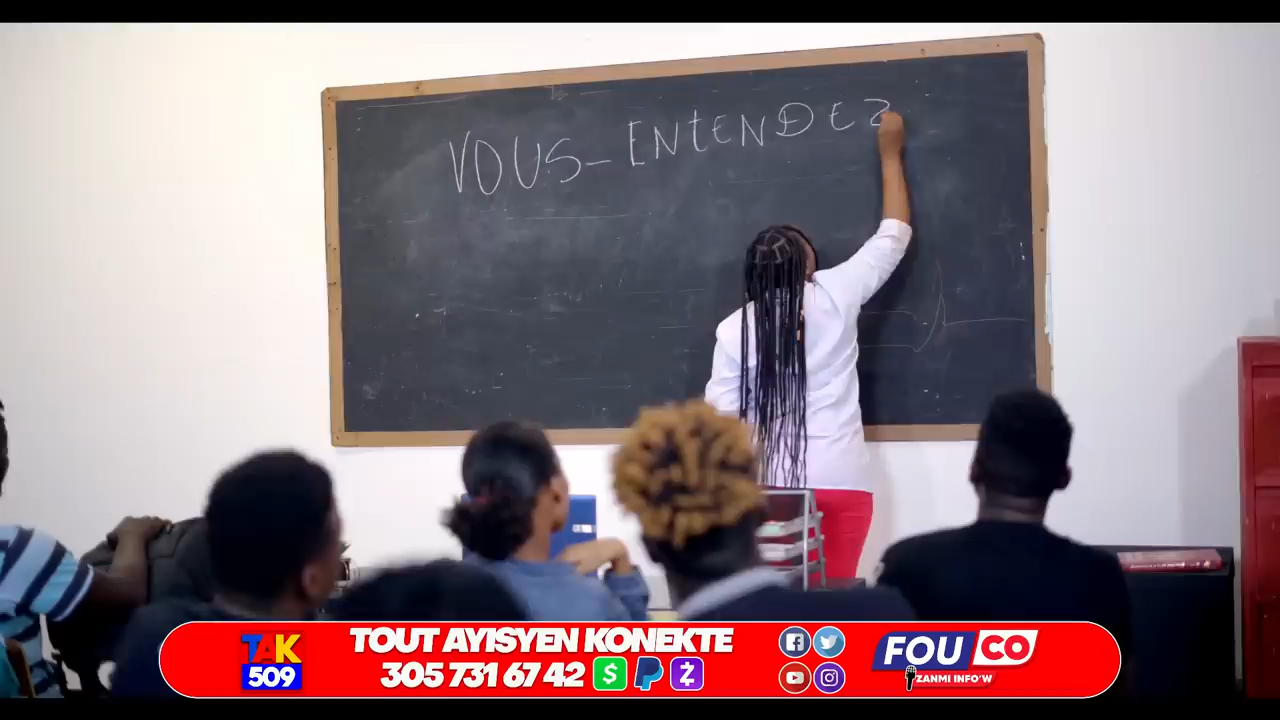 VOUS-ENTENDEZ
TAK
509
TOUT AYISYEN KONEKTE
305 731 67 42
FOU CO
ZANMI INFO'W